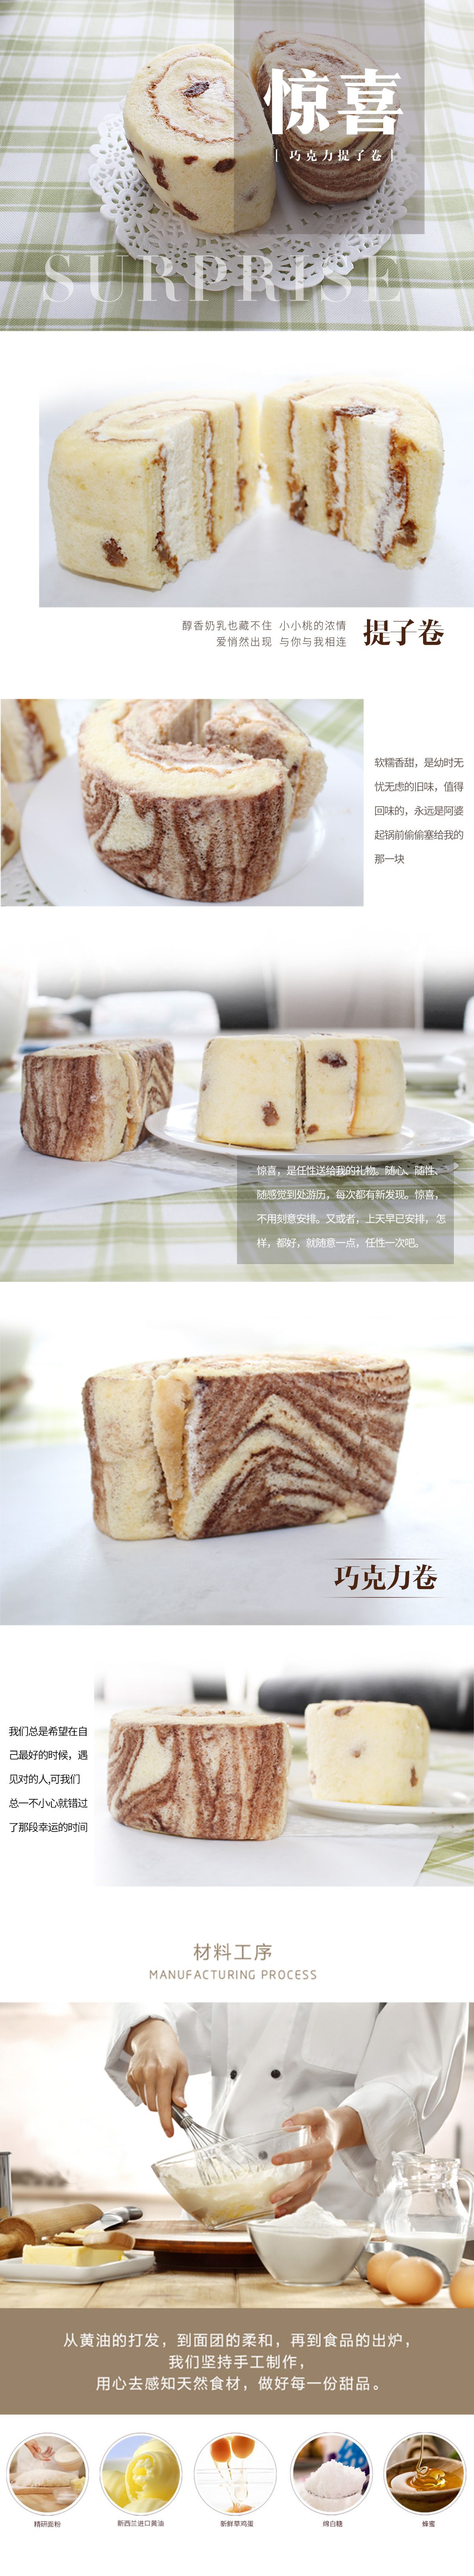 惊喜
[ 巧克力提子卷 ]
SURPRISE
醇香奶乳也藏不住 小小桃的浓情
爱悄然出现 与你与我相连
提子卷
软糯香甜，是幼时无
忧无虑的旧味，值得
回味的，永远是阿婆
起锅前偷偷塞给我的
那一块
惊喜，是任性送给我的礼物。随心、随性、
随感觉到处游历，每次都有新发现。惊喜，
不用刻意安排。又或者，上天早已安排， 怎
样，都好，就随意一点，任性一次吧。
巧克力卷
我们总是希望在自
己最好的时候，遇
见对的人,可我们
总一不小心就错过
了那段幸运的时间
材料工序
MANUFACTURING PROCESS
从黄油的打发，到面团的柔和，再到食品的出炉，
我们坚持手工制作，
用心去感知天然食材，做好每一份甜品。
精研面粉
新西兰进口黄油
新鲜草鸡蛋
绵白糖
蜂蜜